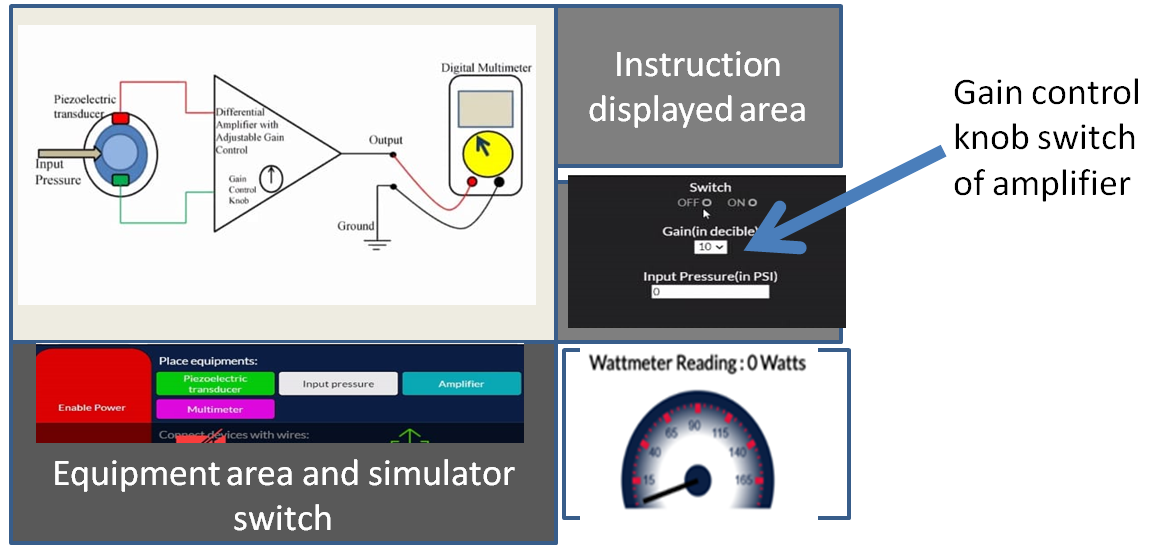 Digital Multimeter
Piezoelectric
transducer
Differential
Amplifier with
Adjustable Gain
Control
Output
Input
Pressure
Gain
Control
Knob
Ground
Instruction
displayed area
Gain control
knob switch
of amplifier
Switch
OFF ON
Gain(in decible)
10
Input Pressure(in PSI)
0
Place equipments:
Piezoelectric
transducer
Input pressure
Amplifier
Enable Power
Multimeter
Connect devices with wires:
Equipment area and simulator
switch
Wattmeter Reading : 0 Watts
15 40 65 90 115 140 165